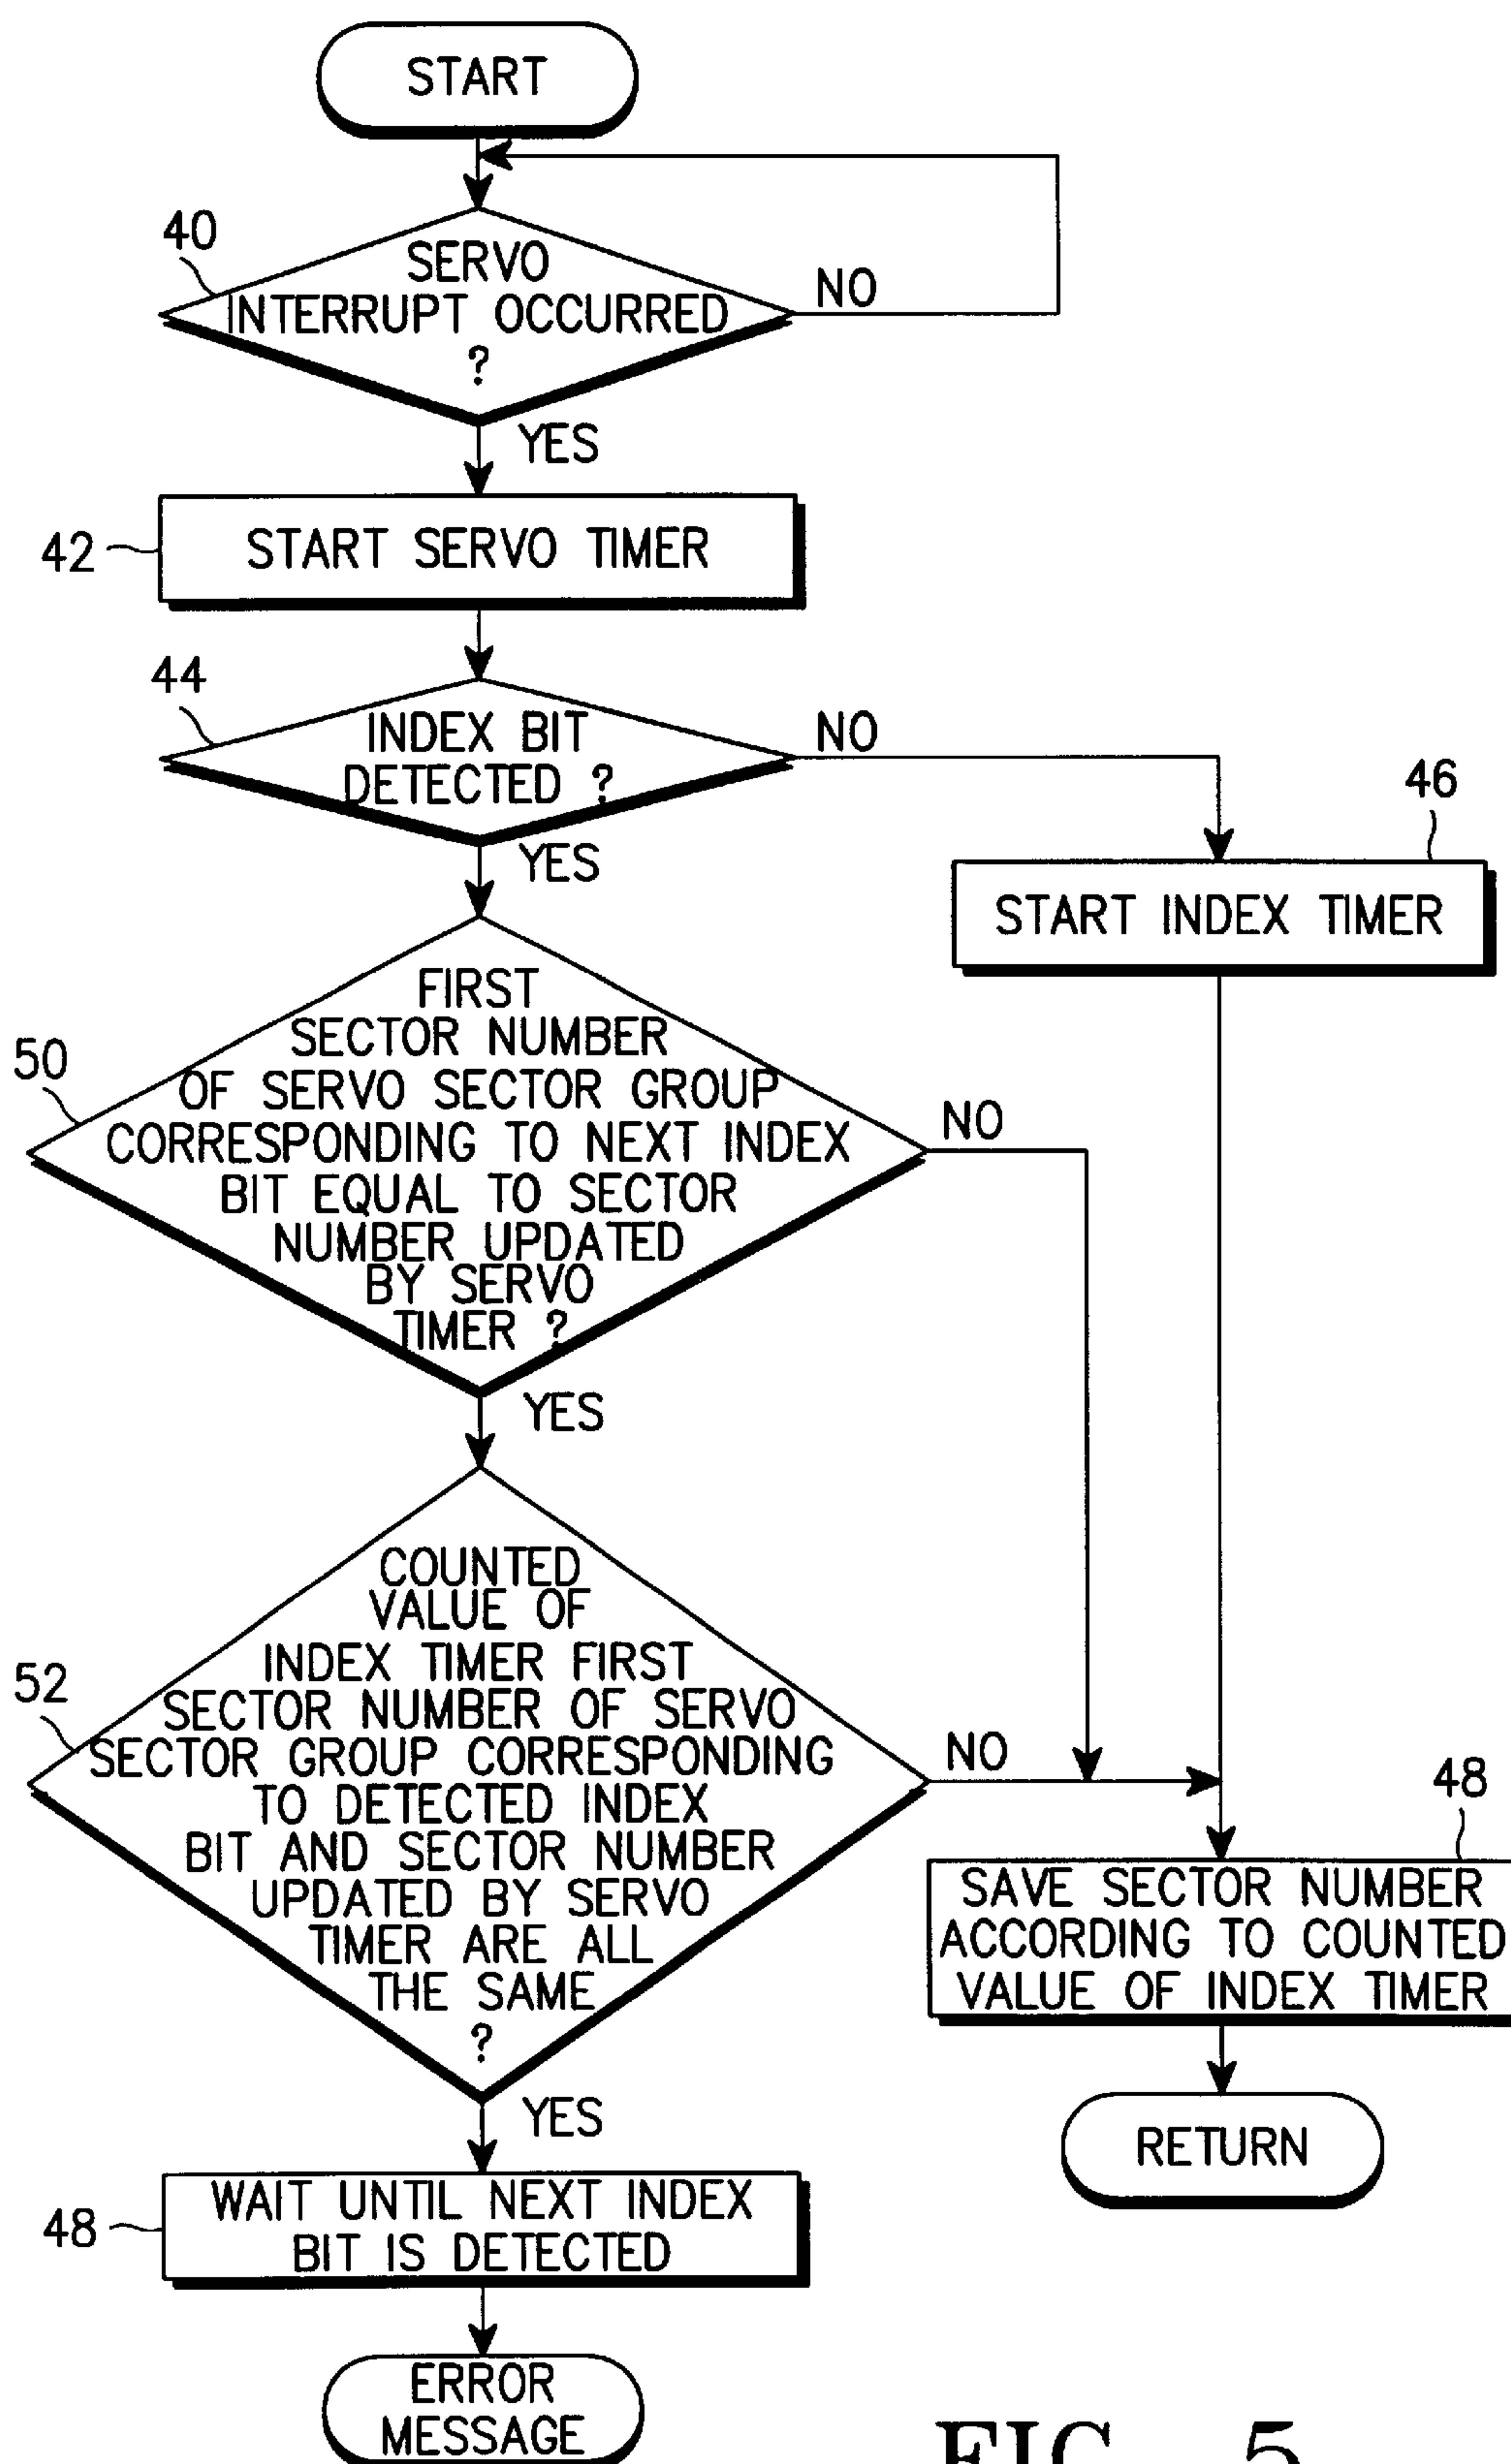 START
40
SERVO
INTERRUPT OCCURRED
?
NO
YES
42
START SERVO TIMER
44
INDEX BIT
DETECTED ?
NO
YES
46
START INDEX TIMER
50
FIRST
SECTOR NUMBER
OF SERVO SECTOR GROUP
CORRESPONDING TO NEXT INDEX
BIT EQUAL TO SECTOR
NUMBER UPDATED
BY SERVO
TIMER ?
NO
YES
52
COUNTED
VALUE OF
INDEX TIMER FIRST
SECTOR NUMBER OF SERVO
SECTOR GROUP CORRESPONDING
TO DETECTED INDEX
BIT AND SECTOR NUMBER
UPDATED BY SERVO
TIMER ARE ALL
THE SAME
?
NO
YES
48
SAVE SECTOR NUMBER
ACCORDING TO COUNTED
VALUE OF INDEX TIMER
RETURN
48
WAIT UNTIL NEXT INDEX
BIT IS DETECTED
ERROR
MESSAGE
FIG. 5